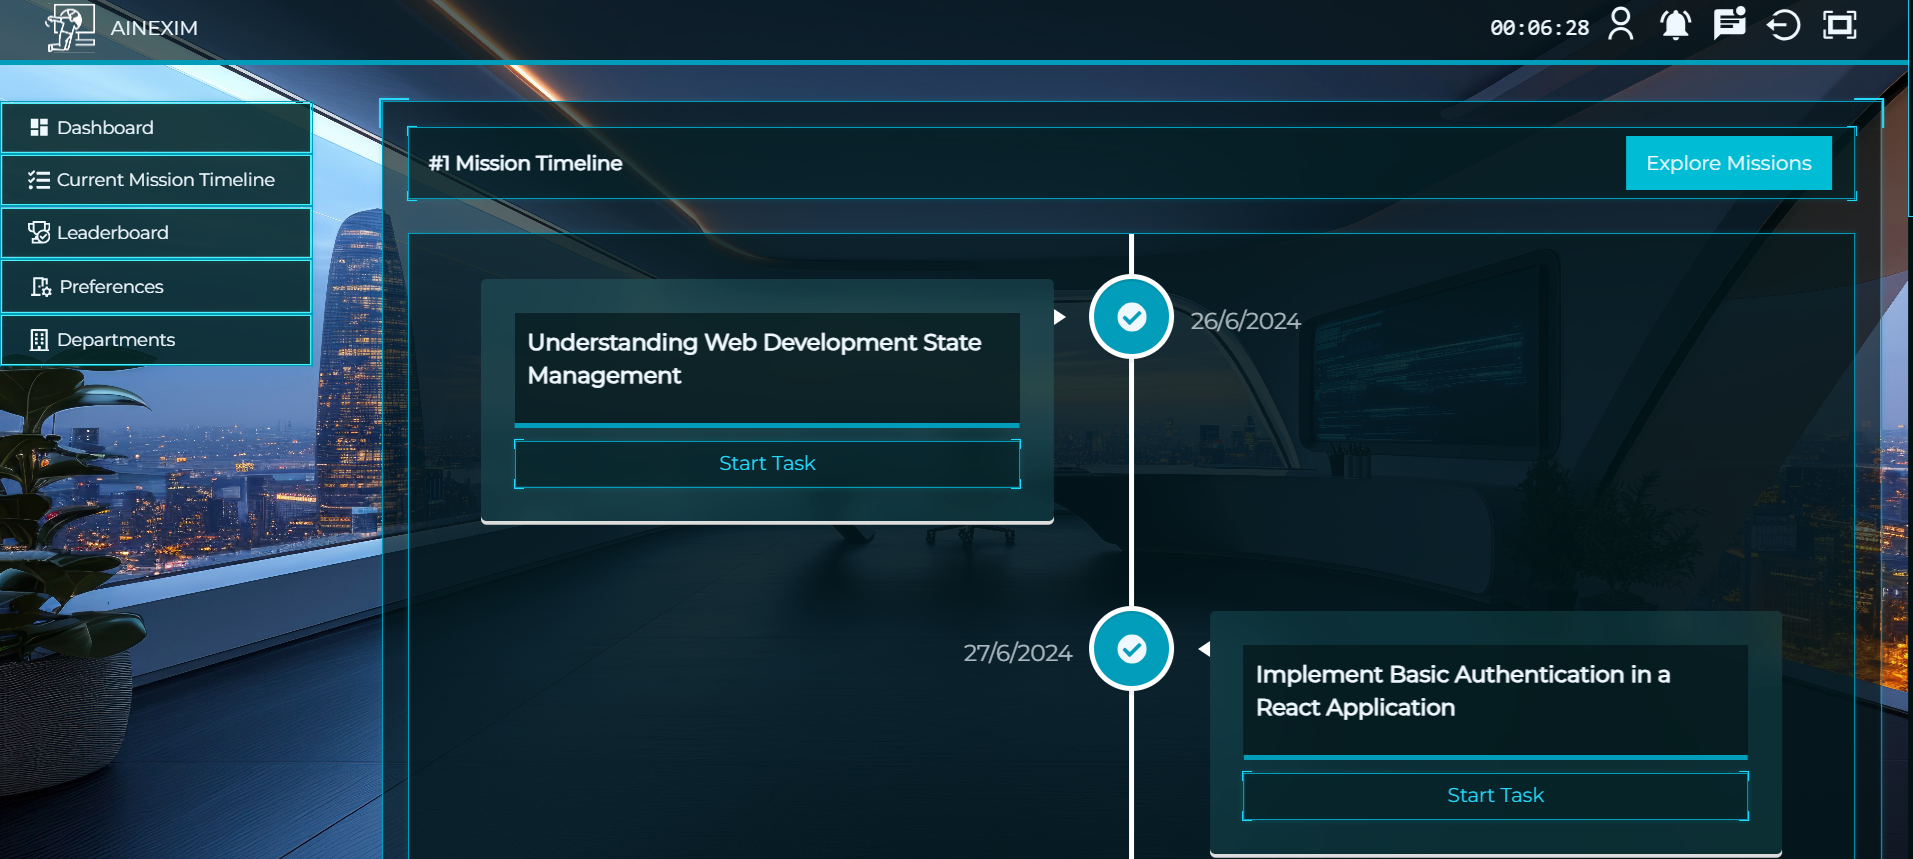 AINEXIM
00:06:28
Dashboard
Current Mission Timeline
Leaderboard
Preferences
Departments
#1 Mission Timeline
Explore Missions
Understanding Web Development State
Management
Start Task
26/6/2024
27/6/2024
Implement Basic Authentication in a
React Application
Start Task